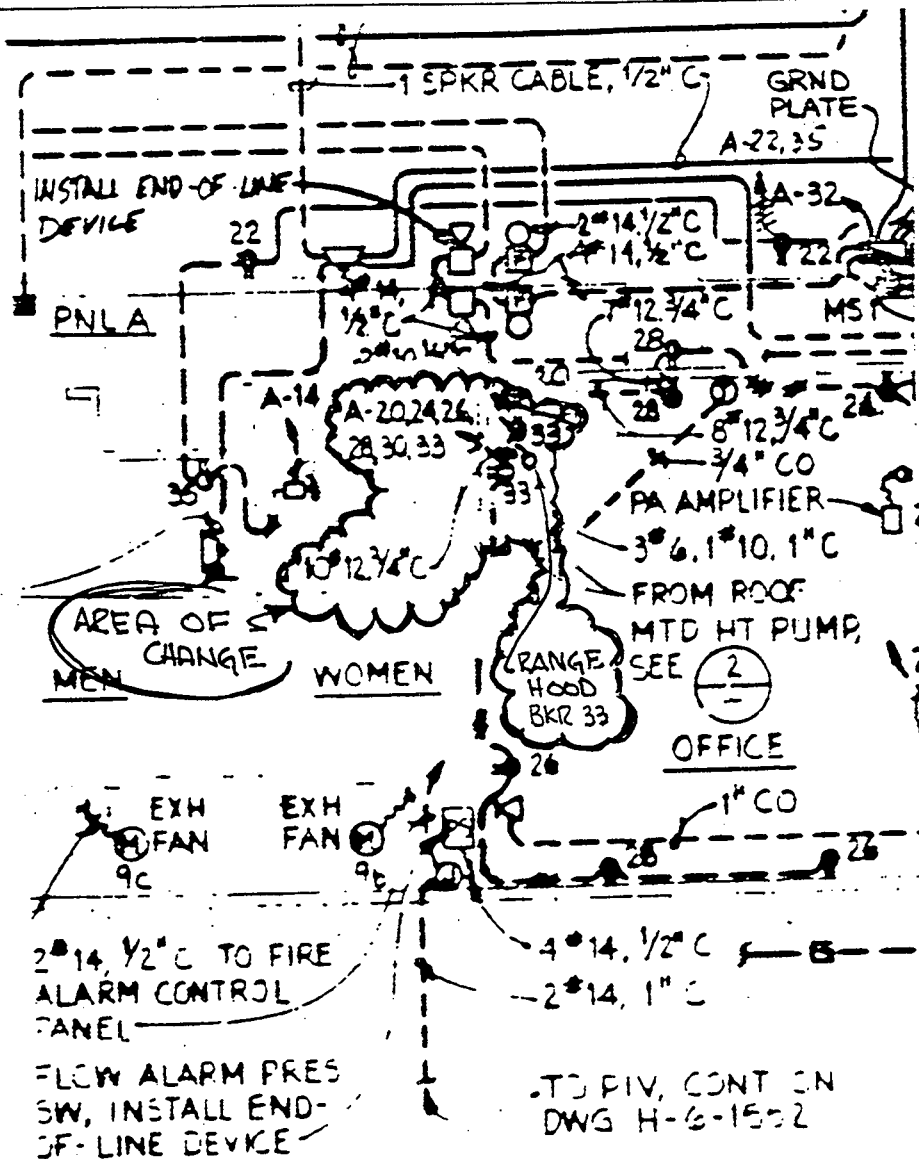 1 SPKR CABLE, 1/2" C
GRND
PLATE
A-22,35
INSTALL END-OF-LINE
DEVICE
22
2#14,1/2" C
4#14,1/2" C
A-32
22
PNL A
1/2" C
7#12,3/4" C
MST
28
20
A-14
A-20,24,26,
28,30,33
33
28
24
8#12,3/4" C
3/4" CO
35
33
PA AMPLIFIER
10#12,3/4" C
3#6,1#10,1" C
FROM ROOF
MTD HT PUMP,
SEE 2
AREA OF
CHANGE
MEN
WOMEN
RANGE
HOOD
BKR 33
OFFICE
26
1" CO
EXH
FAN
M
9c
EXH
FAN
M
9c
26
26
2#14, 1/2" C TO FIRE
ALARM CONTROL
PANEL
4#14, 1/2" C
2#14, 1" C
FLOW ALARM PRES
SW, INSTALL END-
OF-LINE DEVICE
TO PIV, CONT ON
DWG H-6-1552